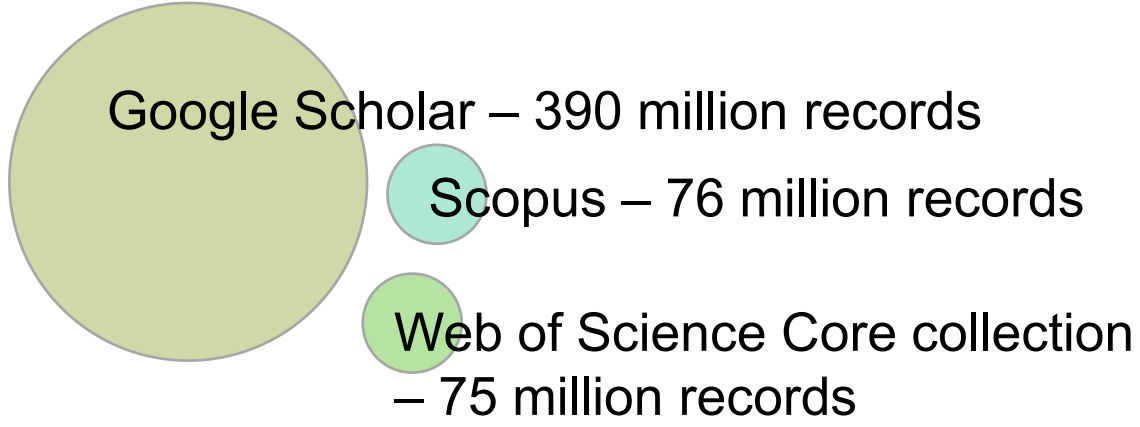 Google Scholar – 390 million records
Scopus – 76 million records
Web of Science Core collection
– 75 million records